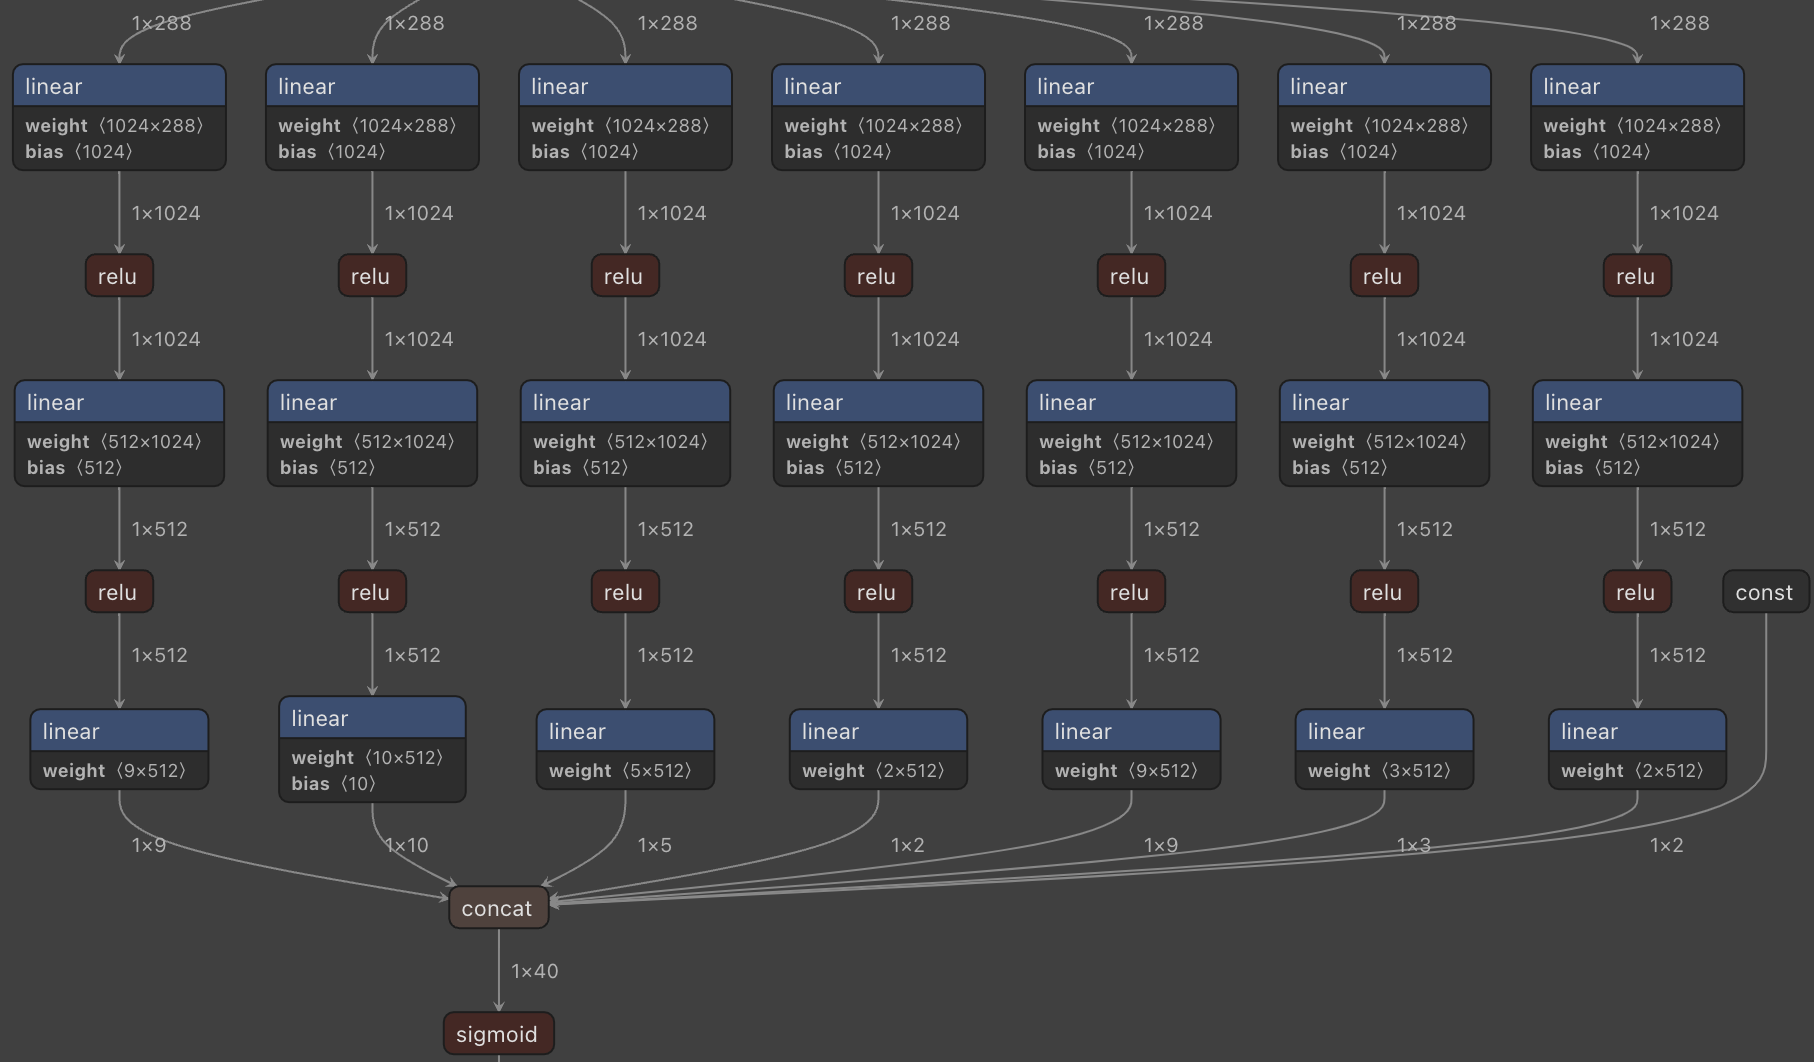 1×288 1×288 1×288 1×288 1×288 1×288 1×288
linear linear linear linear linear linear linear
weight ⟨1024×288⟩ weight ⟨1024×288⟩ weight ⟨1024×288⟩ weight ⟨1024×288⟩ weight ⟨1024×288⟩ weight ⟨1024×288⟩ weight ⟨1024×288⟩
bias ⟨1024⟩ bias ⟨1024⟩ bias ⟨1024⟩ bias ⟨1024⟩ bias ⟨1024⟩ bias ⟨1024⟩ bias ⟨1024⟩
1×1024 1×1024 1×1024 1×1024 1×1024 1×1024 1×1024
relu relu relu relu relu relu relu
1×1024 1×1024 1×1024 1×1024 1×1024 1×1024 1×1024
linear linear linear linear linear linear linear
weight ⟨512×1024⟩ weight ⟨512×1024⟩ weight ⟨512×1024⟩ weight ⟨512×1024⟩ weight ⟨512×1024⟩ weight ⟨512×1024⟩ weight ⟨512×1024⟩
bias ⟨512⟩ bias ⟨512⟩ bias ⟨512⟩ bias ⟨512⟩ bias ⟨512⟩ bias ⟨512⟩ bias ⟨512⟩
1×512 1×512 1×512 1×512 1×512 1×512 1×512
relu relu relu relu relu relu relu const
1×512 1×512 1×512 1×512 1×512 1×512 1×512
linear linear linear linear linear linear linear
weight ⟨9×512⟩ weight ⟨10×512⟩ weight ⟨5×512⟩ weight ⟨2×512⟩ weight ⟨9×512⟩ weight ⟨3×512⟩ weight ⟨2×512⟩
bias ⟨10⟩
1×9 1×10 1×5 1×2 1×9 1×3 1×2
concat
1×40
sigmoid